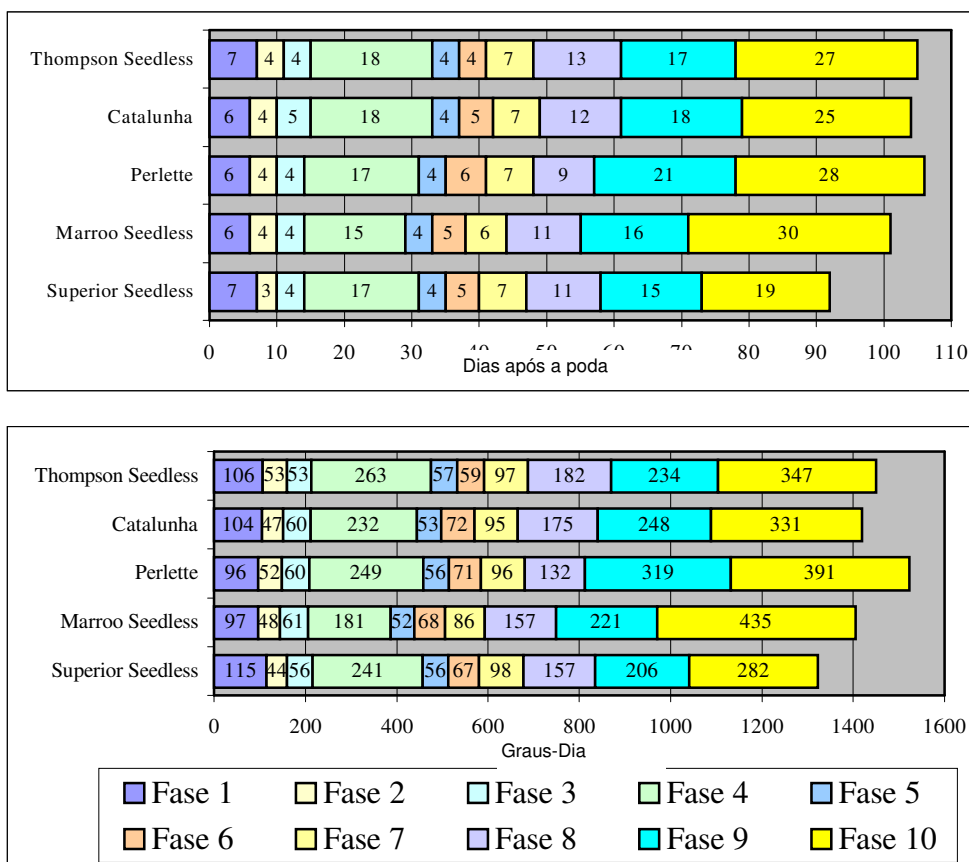 Thompson Seedless 7 4 4 18 4 4 7 13 17 27
Catalunha 6 4 5 18 4 5 7 12 18 25
Perlette 6 4 4 17 4 6 7 9 21 28
Marroo Seedless 6 4 4 15 4 5 6 11 16 30
Superior Seedless 7 3 4 17 4 5 7 11 15 19
0 10 20 30 40 50 60 70 80 90 100 110
Dias após a poda
Thompson Seedless 106 53 53 263 57 59 97 182 234 347
Catalunha 104 47 60 232 53 72 95 175 248 331
Perlette 96 52 60 249 56 71 96 132 319 391
Marroo Seedless 97 48 61 181 52 68 86 157 221 435
Superior Seedless 115 44 56 241 56 67 98 157 206 282
0 200 400 600 800 1000 1200 1400 1600
Graus-Dia
Fase 1 Fase 2 Fase 3 Fase 4 Fase 5
Fase 6 Fase 7 Fase 8 Fase 9 Fase 10